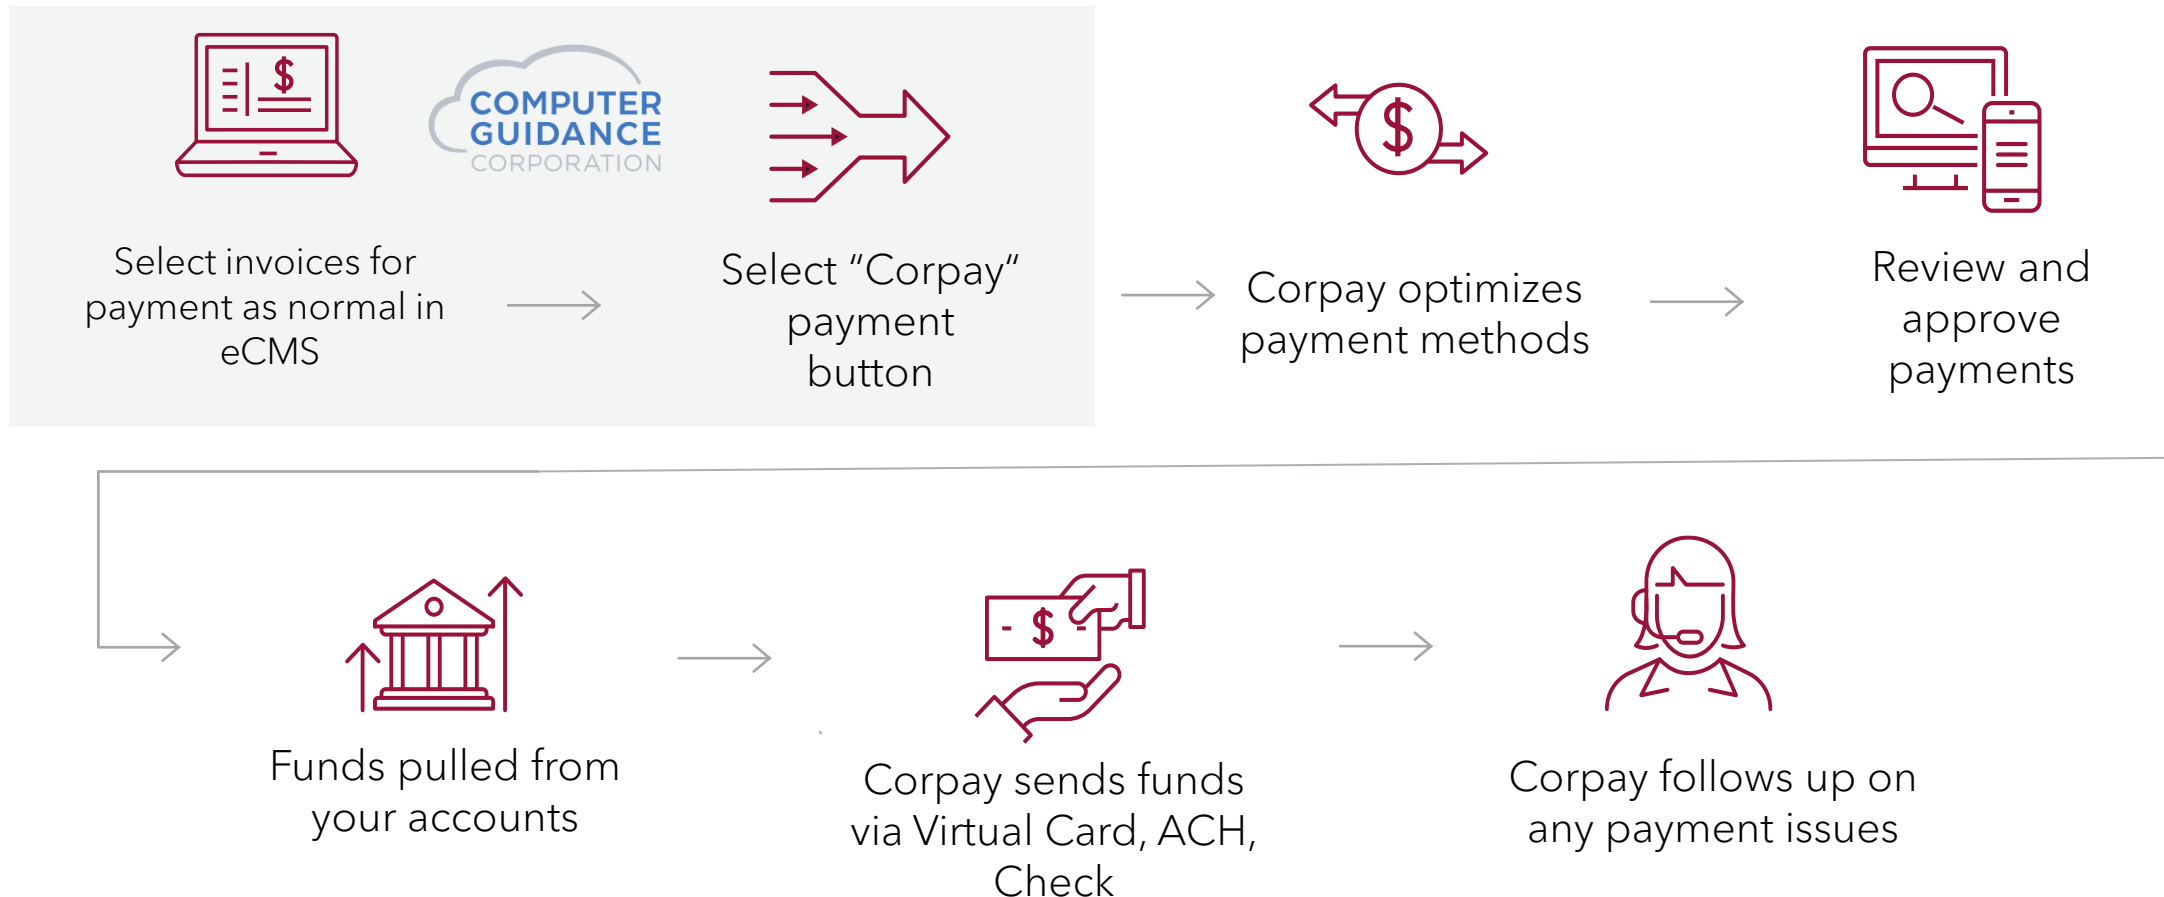 COMPUTER
GUIDANCE
CORPORATION
Select invoices for
payment as normal in
eCMS
Select “Corpay“
payment
button
Corpay optimizes
payment methods
Review and
approve
payments
Funds pulled from
your accounts
Corpay sends funds
via Virtual Card, ACH,
Check
Corpay follows up on
any payment issues